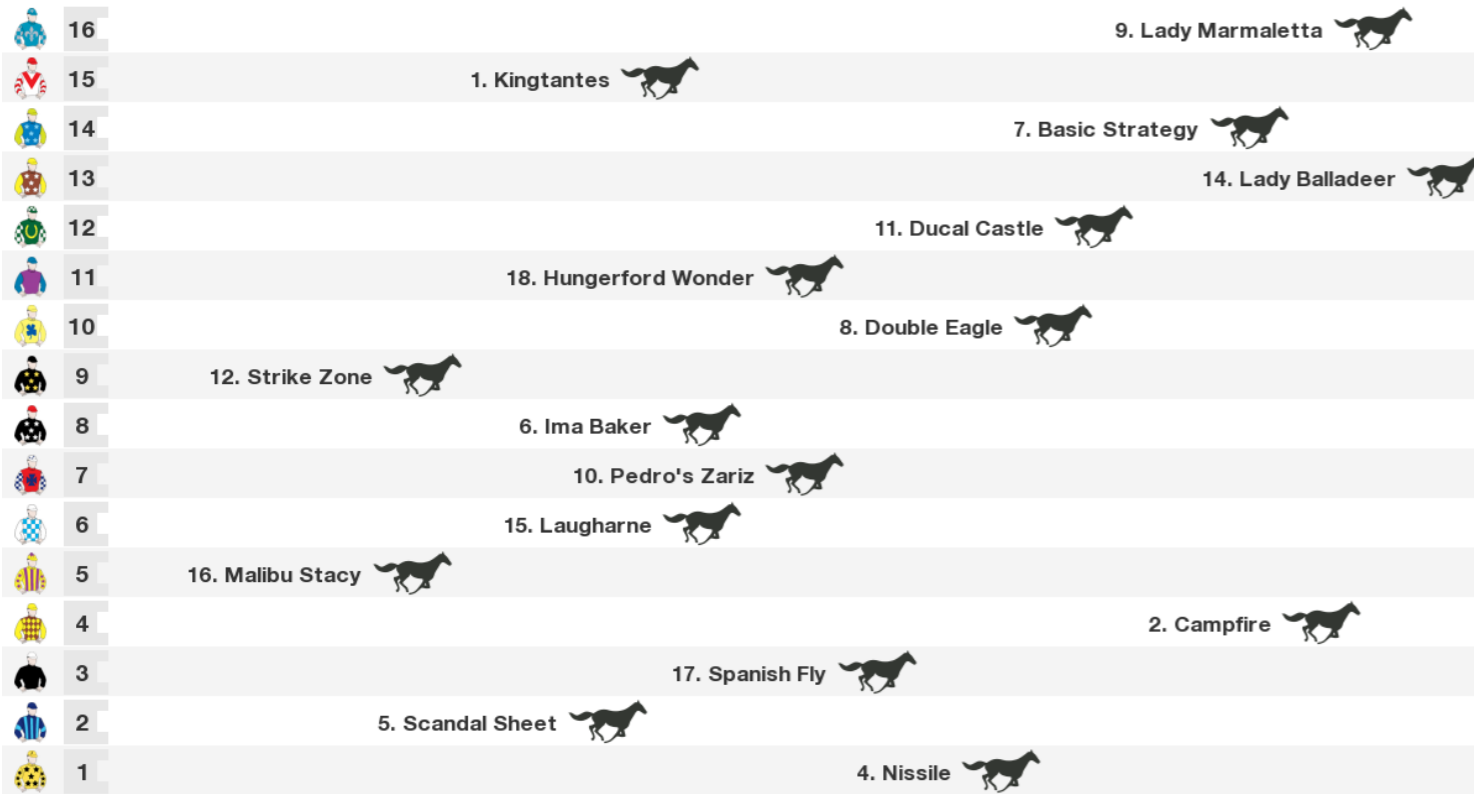 16 9. Lady Marmaletta
15 1. Kingtantes
14 7. Basic Strategy
13 14. Lady Balladeer
12 11. Ducal Castle
11 18. Hungerford Wonder
10 8. Double Eagle
9 12. Strike Zone
8 6. Ima Baker
7 10. Pedro's Zariz
6 15. Laugharne
5 16. Malibu Stacy
4 2. Campfire
3 17. Spanish Fly
2 5. Scandal Sheet
1 4. Nissile